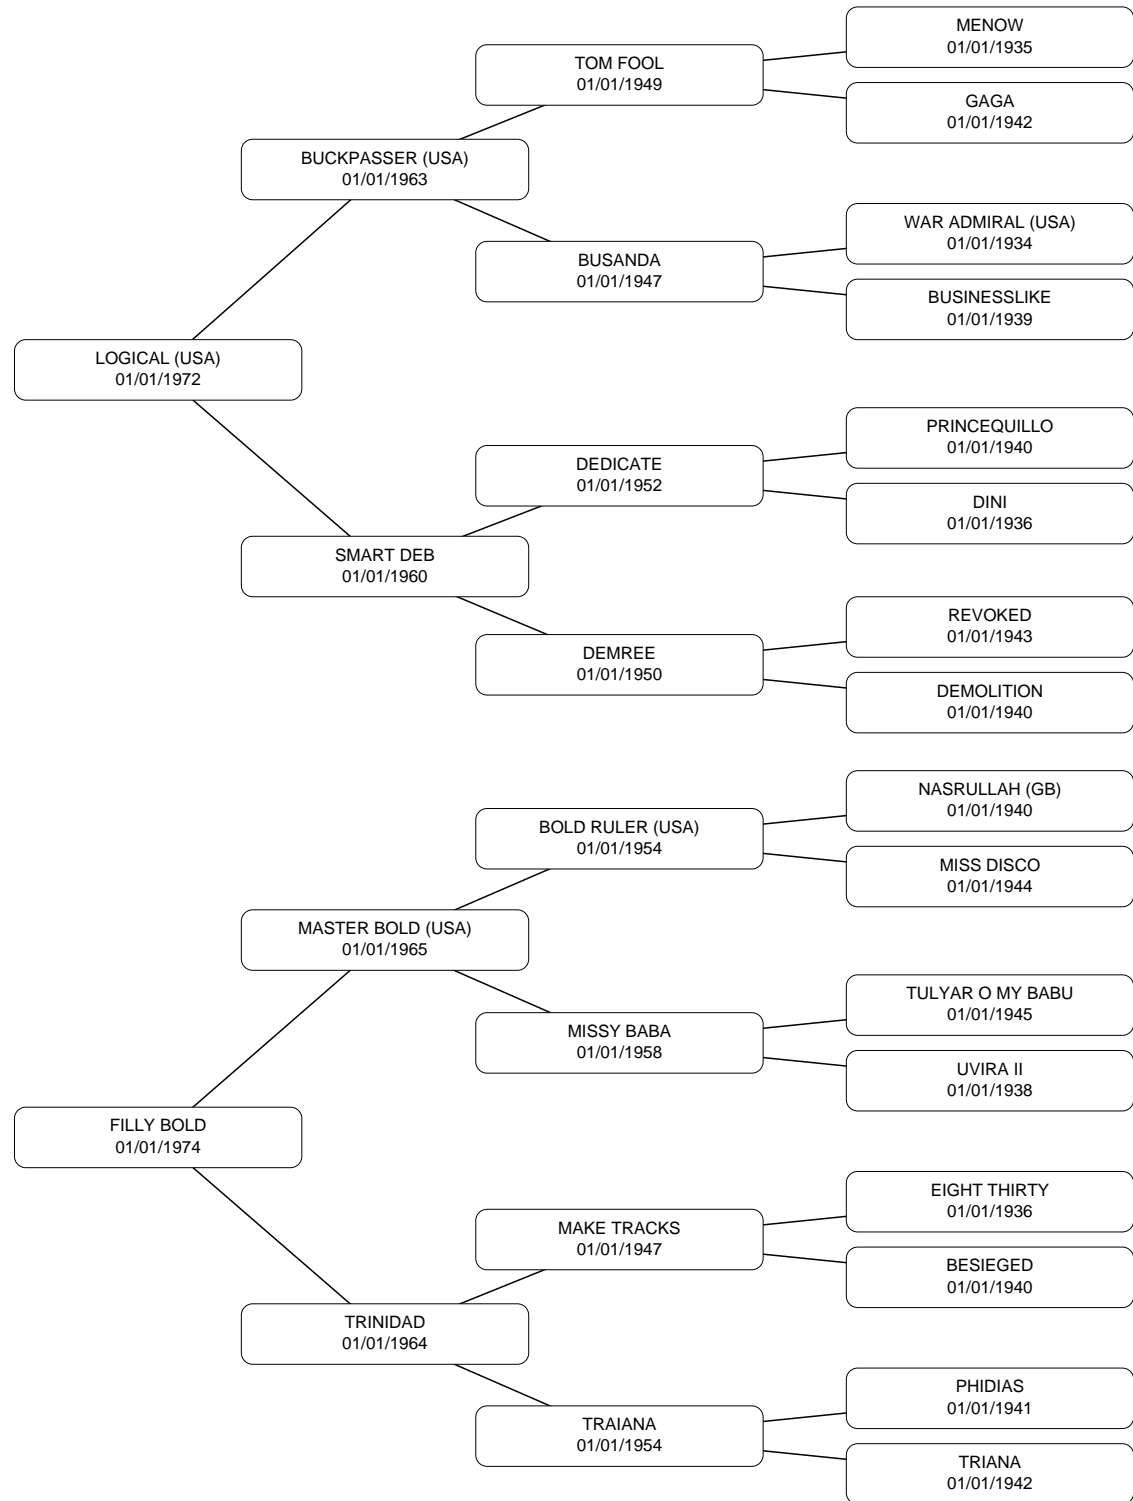 MENOW
01/01/1935
TOM FOOL
01/01/1949
GAGA
01/01/1942
BUCKPASSER (USA)
01/01/1963
WAR ADMIRAL (USA)
01/01/1934
BUSANDA
01/01/1947
BUSINESSLIKE
01/01/1939
LOGICAL (USA)
01/01/1972
PRINCEQUILLO
01/01/1940
DEDICATE
01/01/1952
DINI
01/01/1936
SMART DEB
01/01/1960
REVOKED
01/01/1943
DEMREE
01/01/1950
DEMOLITION
01/01/1940
NASRULLAH (GB)
01/01/1940
BOLD RULER (USA)
01/01/1954
MISS DISCO
01/01/1944
MASTER BOLD (USA)
01/01/1965
TULYAR O MY BABU
01/01/1945
MISSY BABA
01/01/1958
UVIRA II
01/01/1938
FILLY BOLD
01/01/1974
EIGHT THIRTY
01/01/1936
MAKE TRACKS
01/01/1947
BESIEGED
01/01/1940
TRINIDAD
01/01/1964
PHIDIAS
01/01/1941
TRAIANA
01/01/1954
TRIANA
01/01/1942